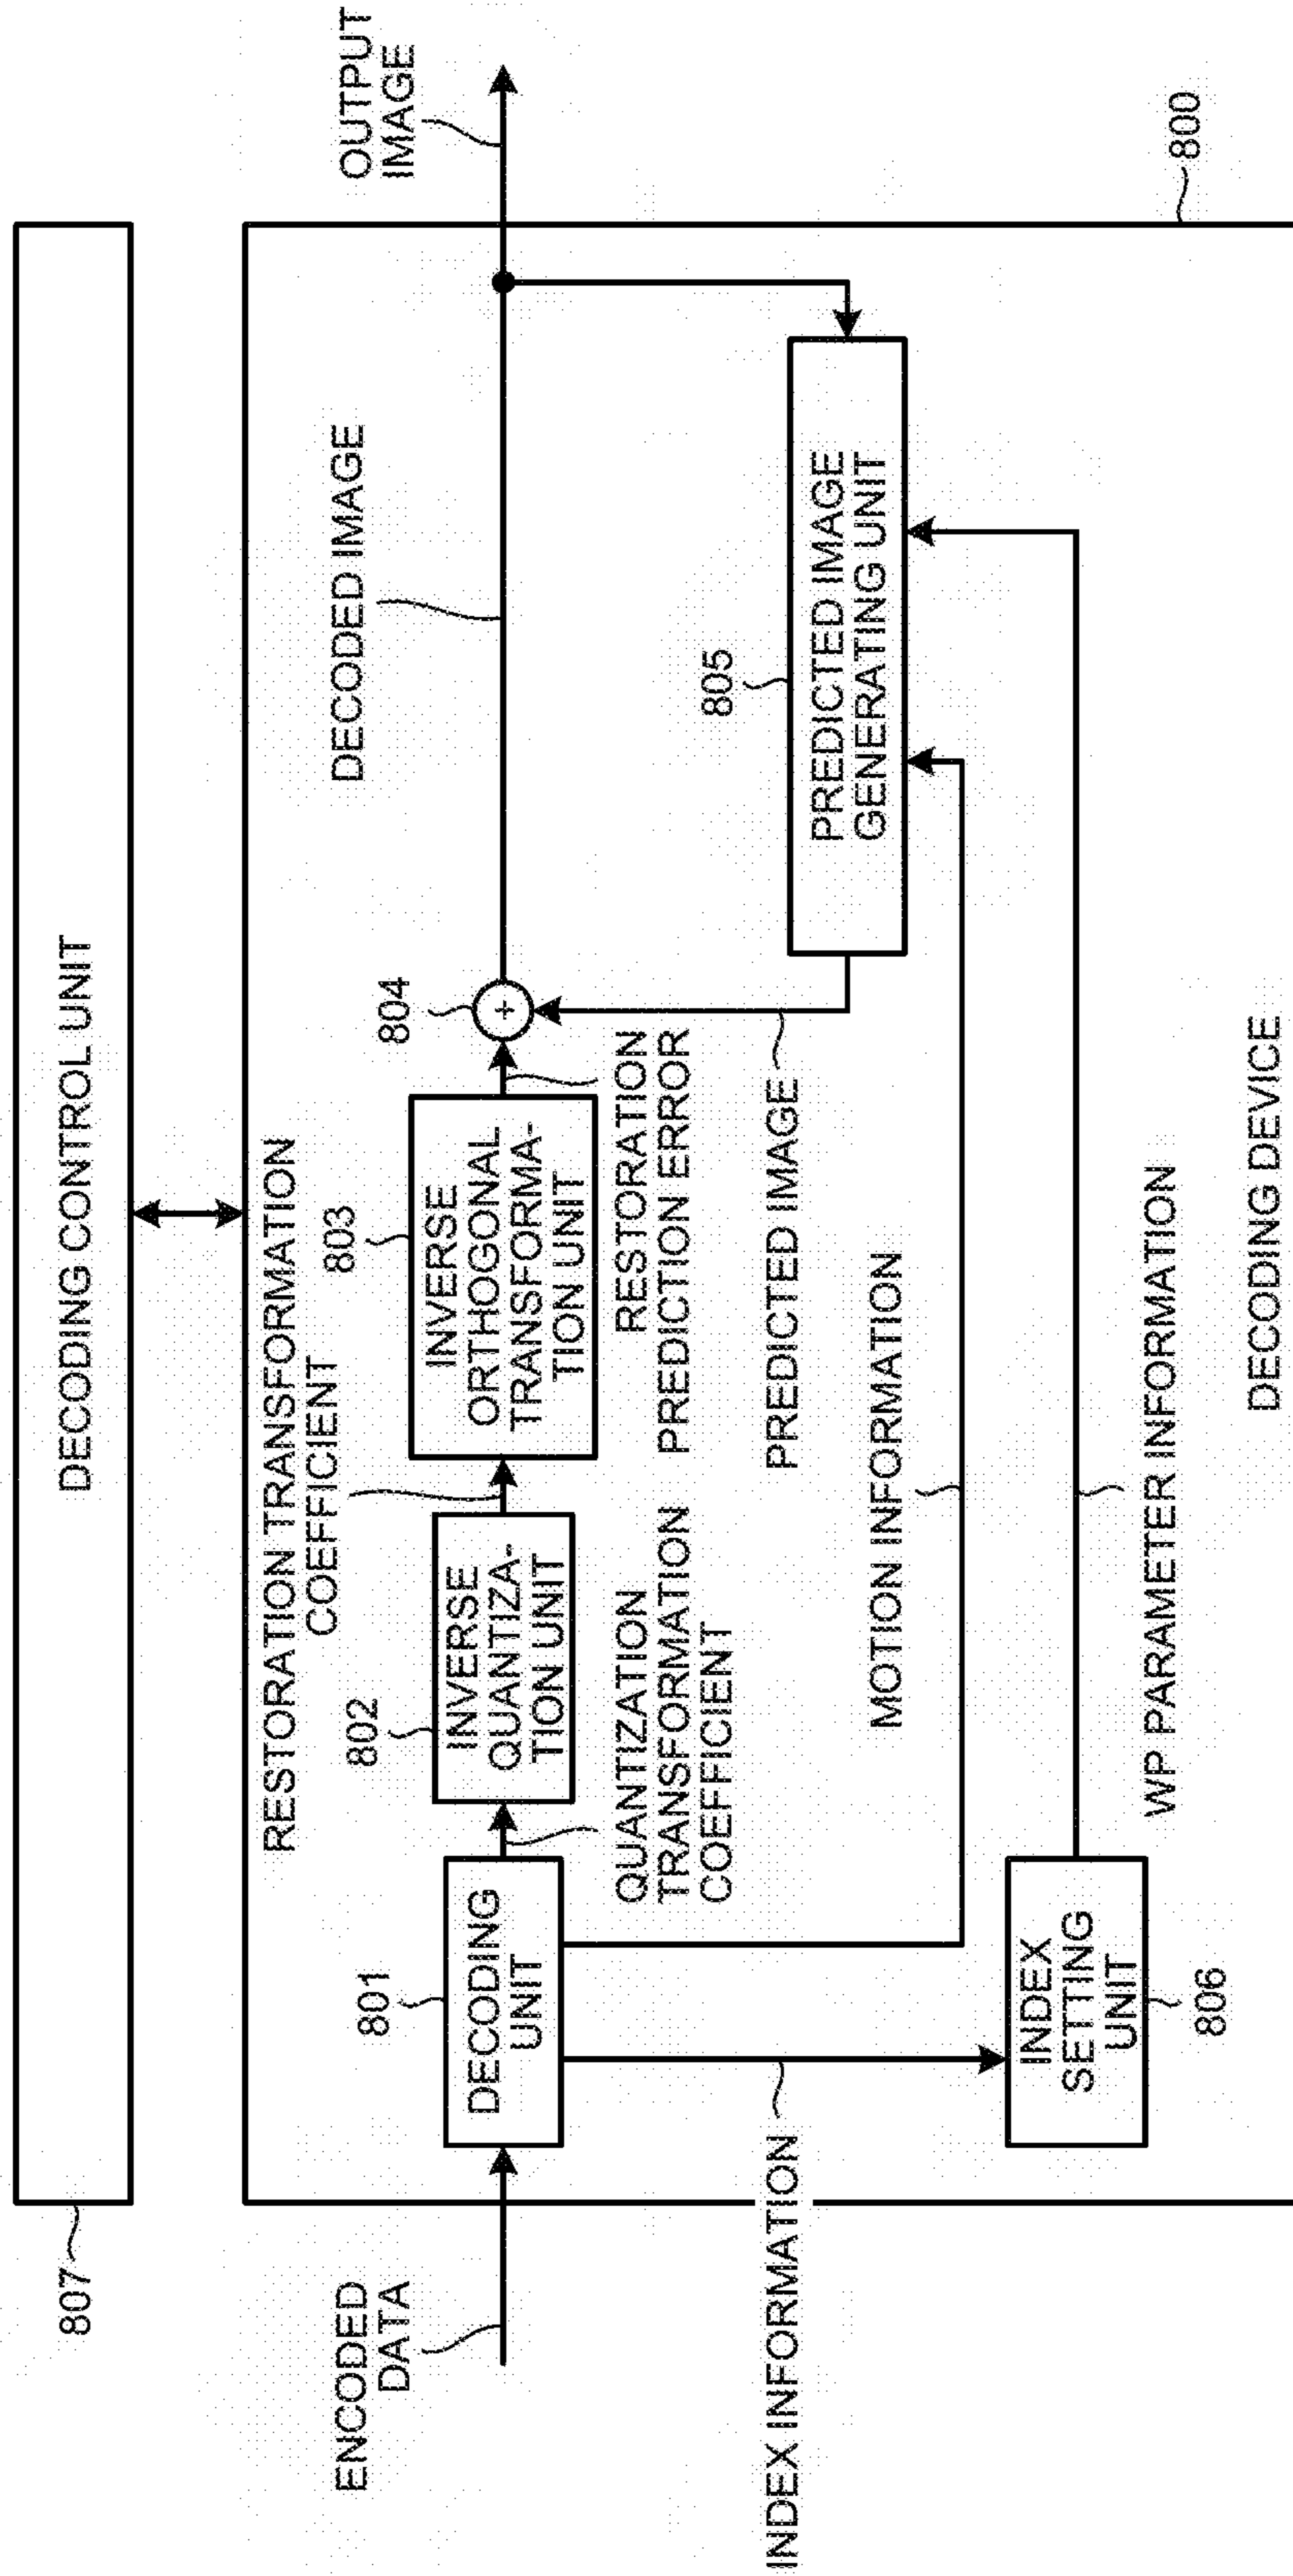 807
DECODING CONTROL UNIT
ENCODED
DATA
801
DECODING
UNIT
QUANTIZATION
TRANSFORMATION
COEFFICIENT
802
INVERSE
QUANTIZA-
TION UNIT
RESTORATION TRANSFORMATION
COEFFICIENT
803
INVERSE
ORTHOGONAL
TRANSFORMA-
TION UNIT
RESTORATION
PREDICTION ERROR
804
+
DECODED IMAGE
OUTPUT
IMAGE
PREDICTED IMAGE
805
PREDICTED IMAGE
GENERATING UNIT
MOTION INFORMATION
INDEX INFORMATION
INDEX
SETTING
UNIT
806
WP PARAMETER INFORMATION
DECODING DEVICE
800